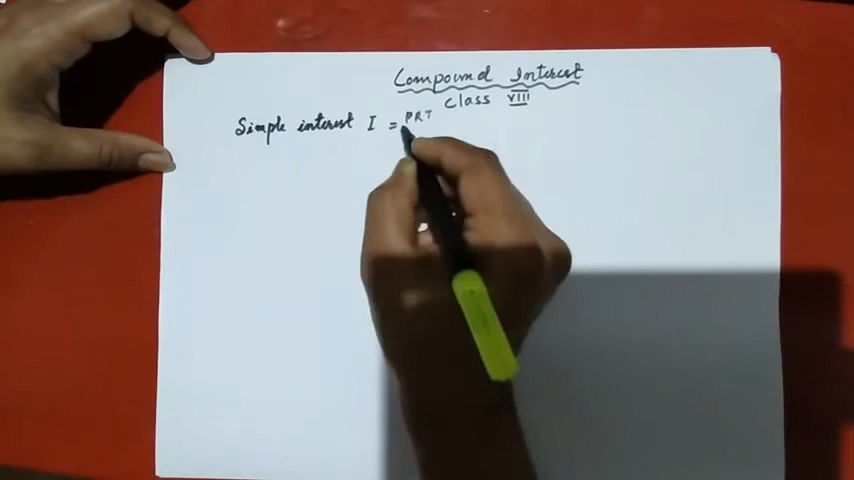 Compound Interest
Class VIII
Simple interest I = PRT